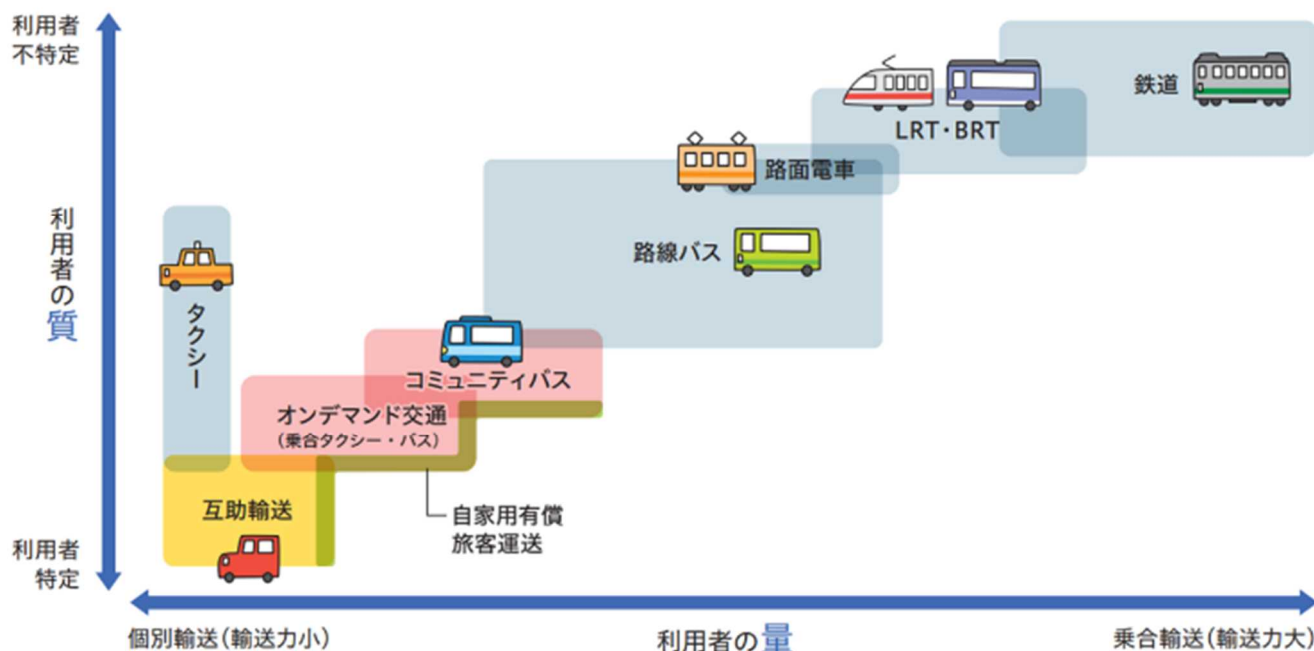 利用者
不特定
鉄道
LRT・BRT
路面電車
路線バス
利用者の質
タクシー
コミュニティバス
オンデマンド交通
(乗合タクシー・バス)
互助輸送
自家用有償
旅客運送
利用者
特定
個別輸送(輸送力小)
利用者の量
乗合輸送(輸送力大)